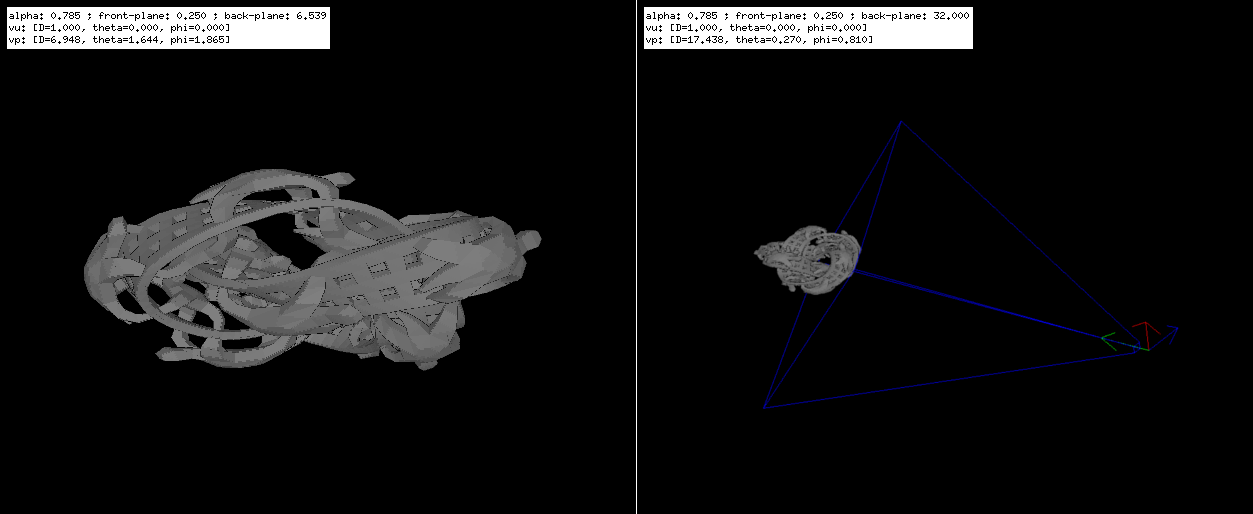 alpha: 0.785 ; front-plane: 0.250 ; back-plane: 6.539
vu: [D=1.000, theta=0.000, phi=0.000]
vp: [D=6.948, theta=1.644, phi=1.865]
alpha: 0.785 ; front-plane: 0.250 ; back-plane: 32.000
vu: [D=1.000, theta=0.000, phi=0.000]
vp: [D=17.438, theta=0.270, phi=0.810]